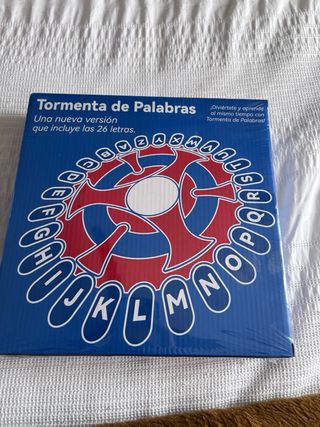 Tormenta de Palabras
Una nueva versión
que incluye las 26 letras.
¡Diviértete y aprende
al mismo tiempo con
Tormenta de Palabras!
A
B
C
D
E
F
G
H
I
J
K
L
M
N
O
P
Q
R
S
T
U
V
W
X
Y
Z